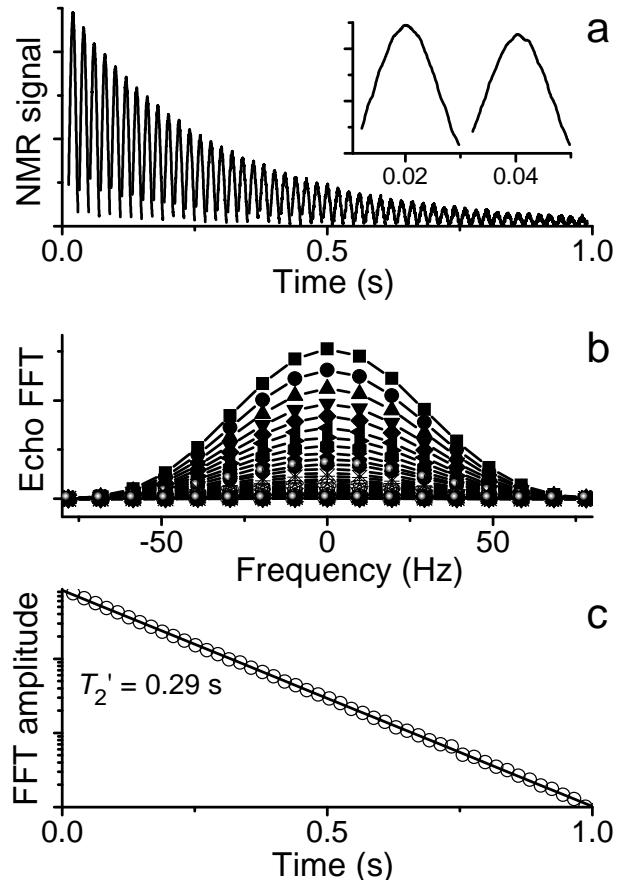 a
NMR signal
0.02 0.04
0.0 0.5 1.0
Time (s)
b
Echo FFT
-50 0 50
Frequency (Hz)
c
FFT amplitude
T2' = 0.29 s
0.0 0.5 1.0
Time (s)